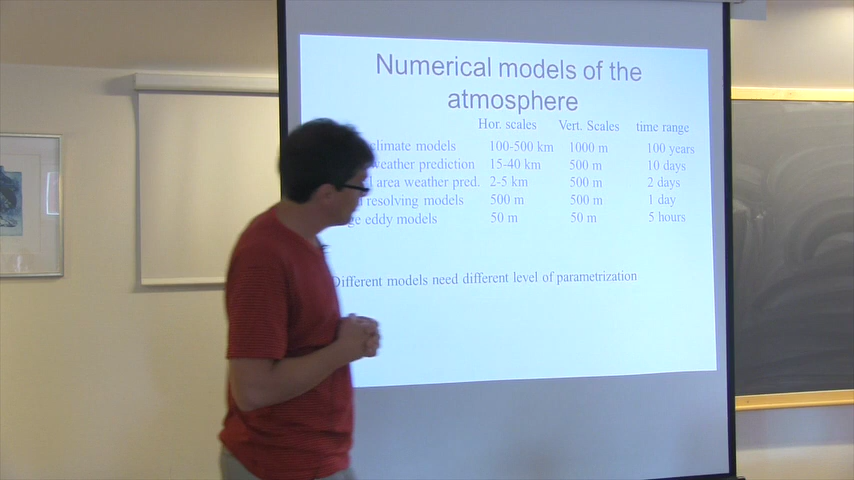 Numerical models of the
atmosphere
Hor. scales Vert. Scales time range
climate models 100-500 km 1000 m 100 years
weather prediction 15-40 km 500 m 10 days
area weather pred. 2-5 km 500 m 2 days
resolving models 500 m 500 m 1 day
eddy models 50 m 50 m 5 hours
Different models need different level of parametrization